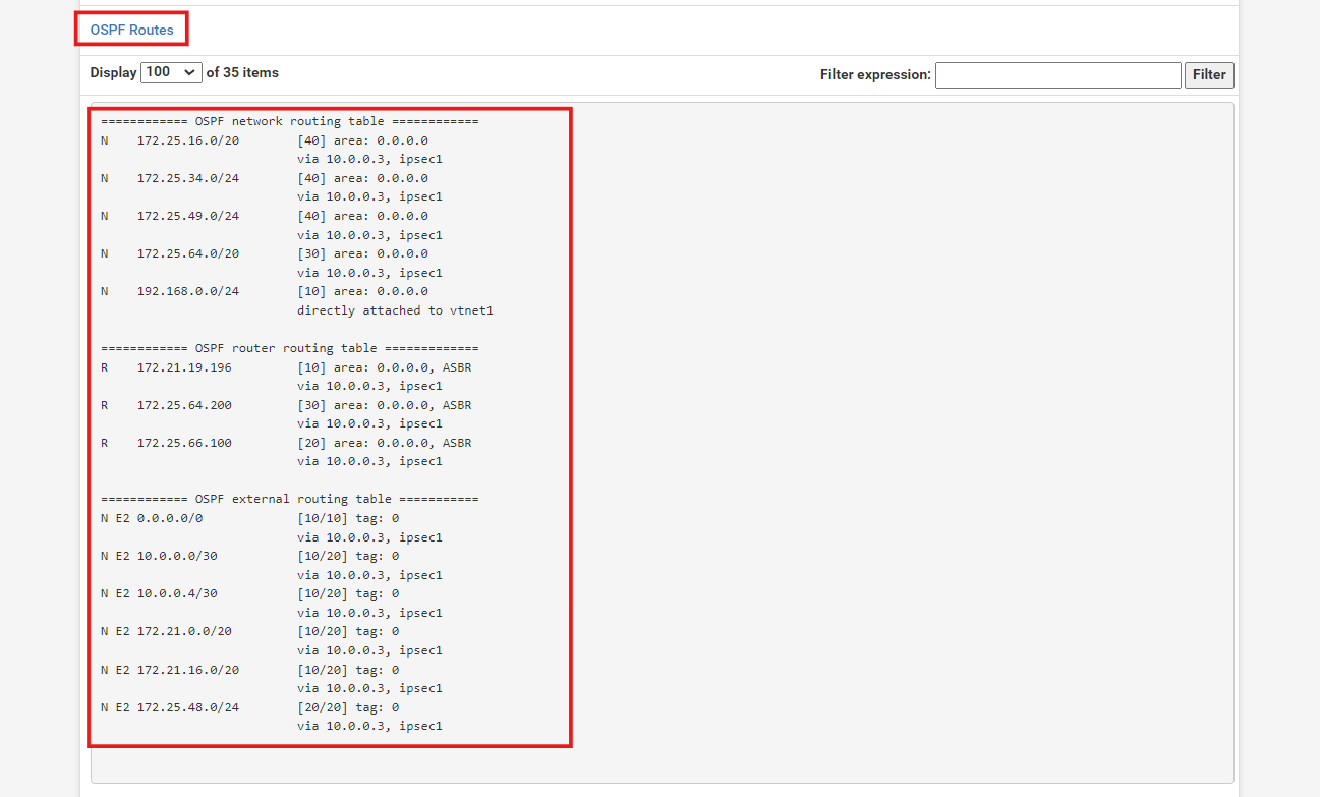 OSPF Routes
Display 100 of 35 items
Filter expression: Filter
============ OSPF network routing table ============
N    172.25.16.0/20        [40] area: 0.0.0.0
                           via 10.0.0.3, ipsec1
N    172.25.34.0/24        [40] area: 0.0.0.0
                           via 10.0.0.3, ipsec1
N    172.25.49.0/24        [40] area: 0.0.0.0
                           via 10.0.0.3, ipsec1
N    172.25.64.0/20        [30] area: 0.0.0.0
                           via 10.0.0.3, ipsec1
N    192.168.0.0/24        [10] area: 0.0.0.0
                           directly attached to vtnet1
============ OSPF router routing table =============
R    172.21.19.196         [10] area: 0.0.0.0, ASBR
                           via 10.0.0.3, ipsec1
R    172.25.64.200         [30] area: 0.0.0.0, ASBR
                           via 10.0.0.3, ipsec1
R    172.25.66.100         [20] area: 0.0.0.0, ASBR
                           via 10.0.0.3, ipsec1
============ OSPF external routing table ===========
N E2 0.0.0.0/0             [10/10] tag: 0
                           via 10.0.0.3, ipsec1
N E2 10.0.0.0/30           [10/20] tag: 0
                           via 10.0.0.3, ipsec1
N E2 10.0.0.4/30           [10/20] tag: 0
                           via 10.0.0.3, ipsec1
N E2 172.21.0.0/20         [10/20] tag: 0
                           via 10.0.0.3, ipsec1
N E2 172.21.16.0/20        [10/20] tag: 0
                           via 10.0.0.3, ipsec1
N E2 172.25.48.0/24        [20/20] tag: 0
                           via 10.0.0.3, ipsec1